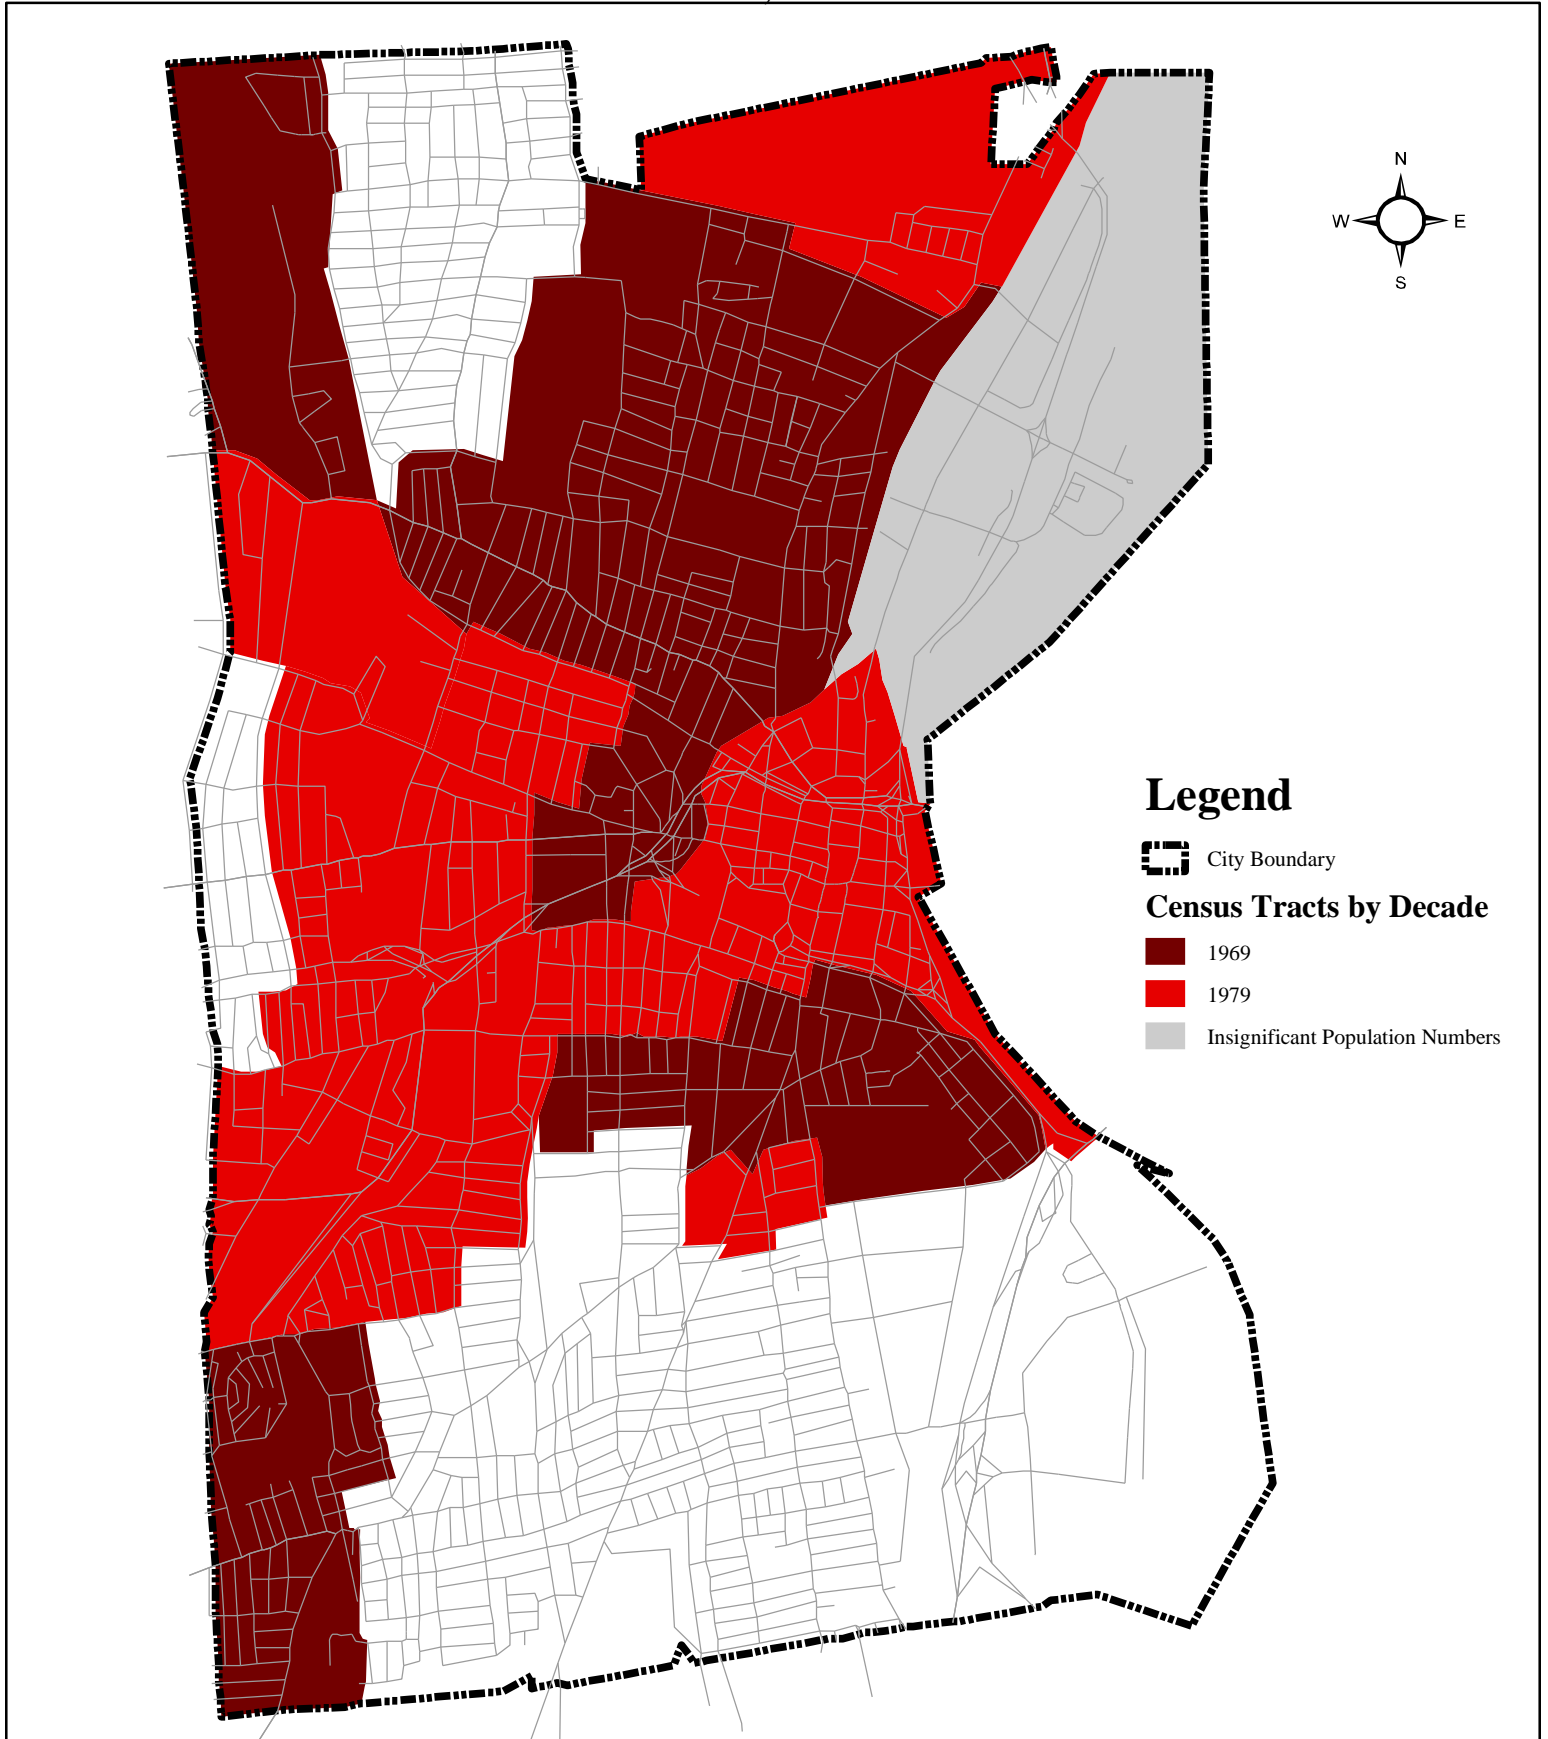 N
W E
S
Legend
City Boundary
Census Tracts by Decade
1969
1979
Insignificant Population Numbers